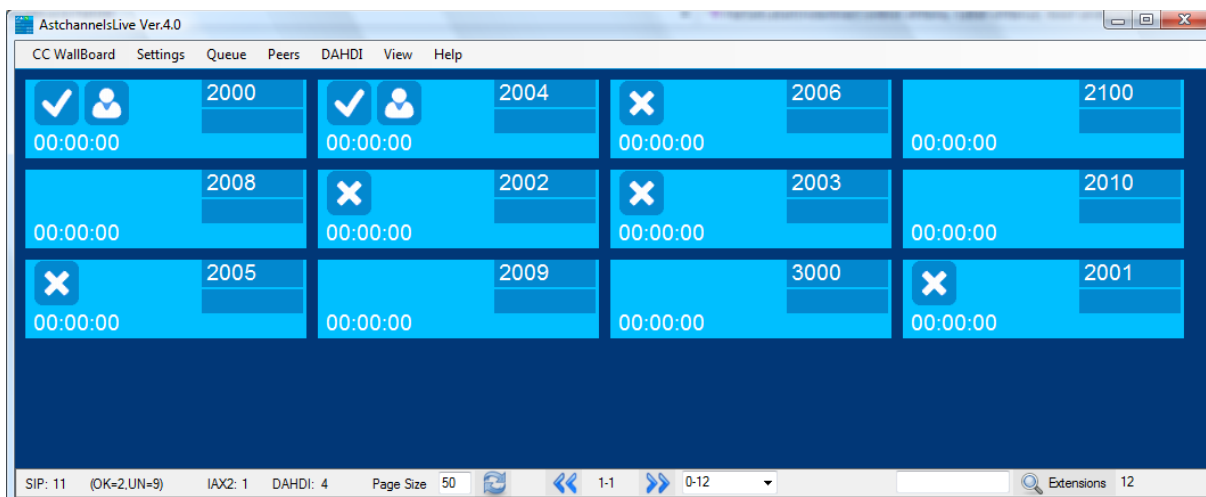 AstchannelsLive Ver.4.0
CC WallBoard Settings Queue Peers DAHDI View Help
2000 2004 2006 2100
00:00:00 00:00:00 00:00:00 00:00:00
2008 2002 2003 2010
00:00:00 00:00:00 00:00:00 00:00:00
2005 2009 3000 2001
00:00:00 00:00:00 00:00:00 00:00:00
SIP: 11 (OK=2,UN=9) IAX2: 1 DAHDI: 4 Page Size 50 1-1 0-12 Extensions 12